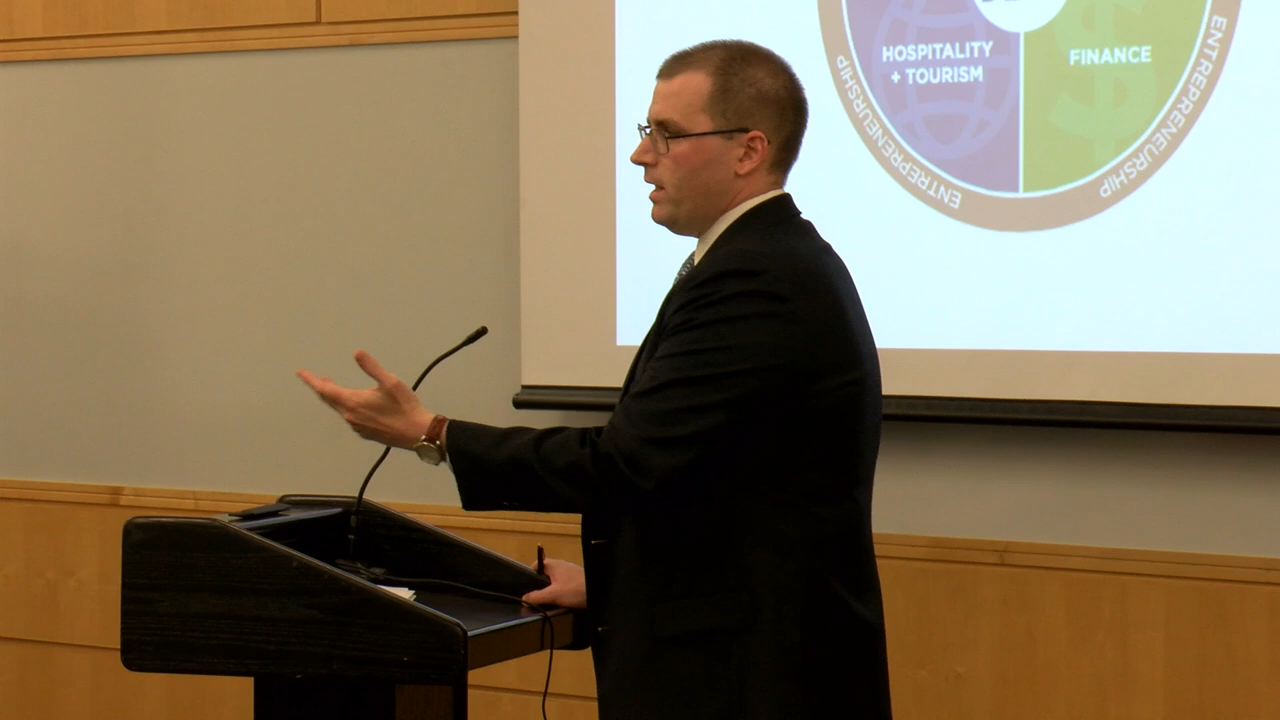 HOSPITALITY
+ TOURISM
FINANCE
ENTREPRENEURSHIP
ENTREPRENEURSHIP